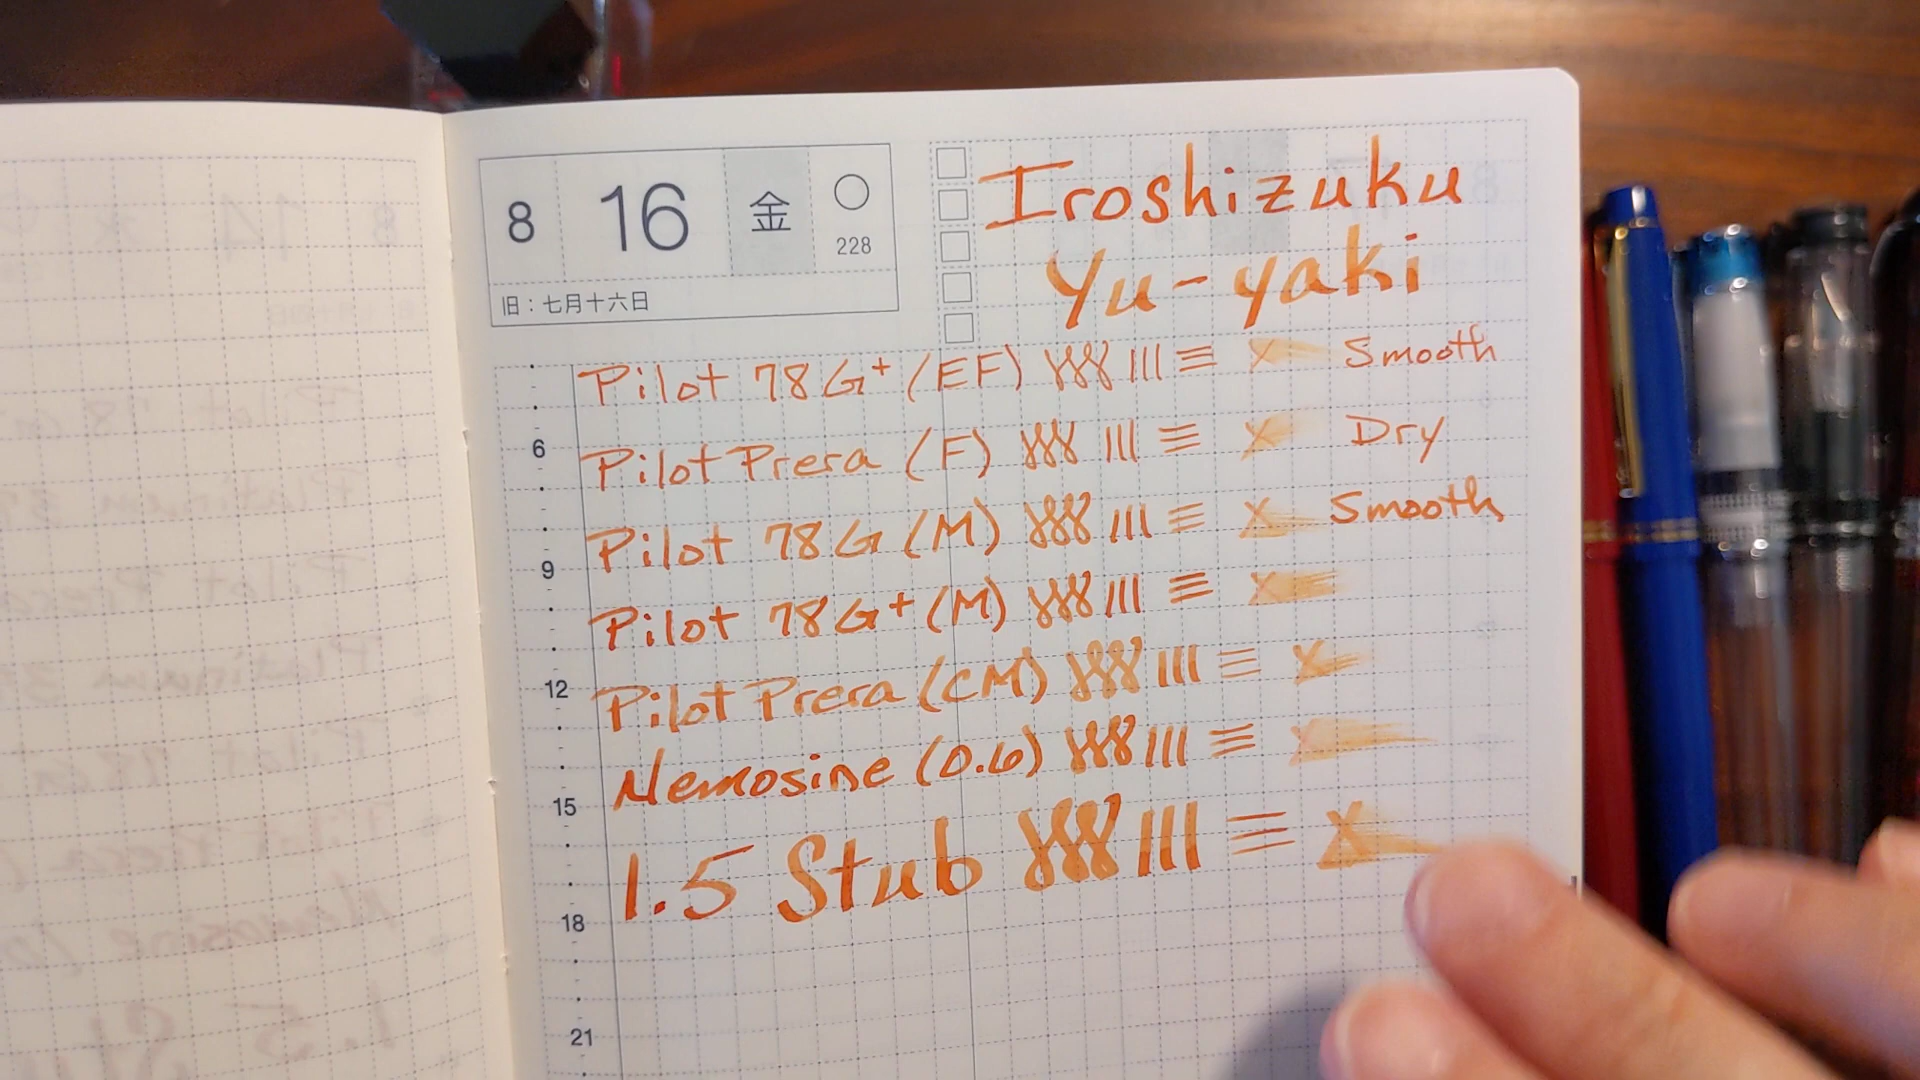 8 16 金 228
旧：七月十六日
Iroshizuku
Yu-yaki
Pilot 78G+ (EF) Smooth
6 Pilot Prera (F) Dry
Pilot 78G (M) Smooth
9
Pilot 78G+ (M)
12 Pilot Prera (CM)
Nemosine (0.6)
15
1.5 Stub
18
21